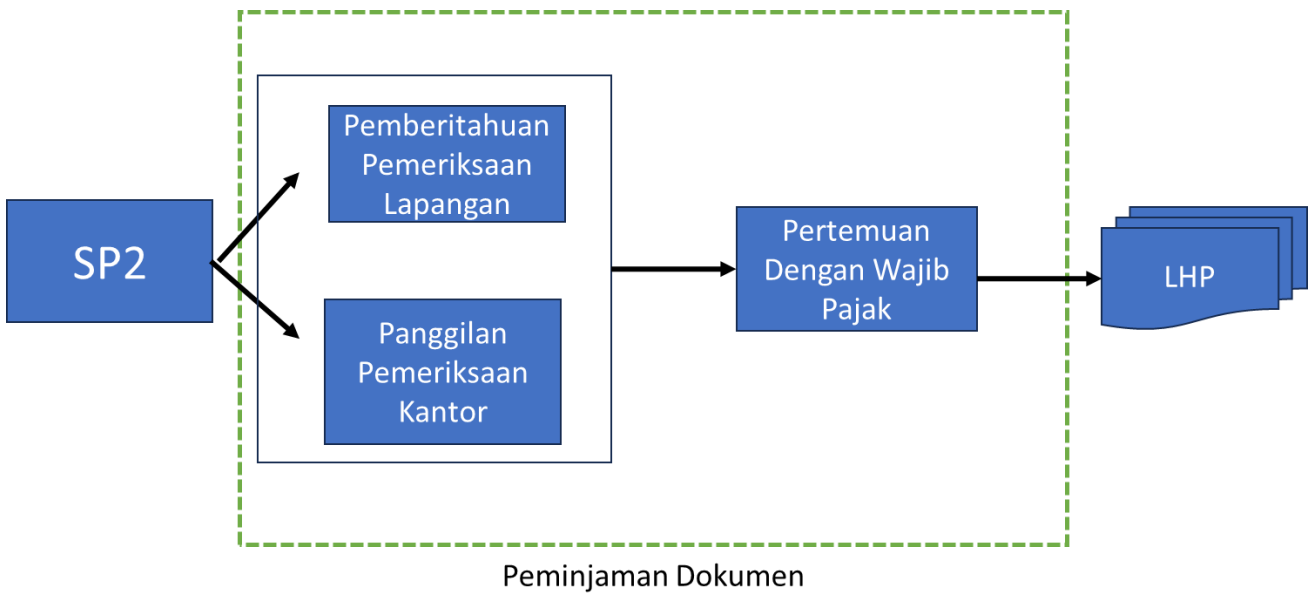 SP2
Pemberitahuan
Pemeriksaan
Lapangan
Panggilan
Pemeriksaan
Kantor
Pertemuan
Dengan Wajib
Pajak
LHP
Peminjaman Dokumen